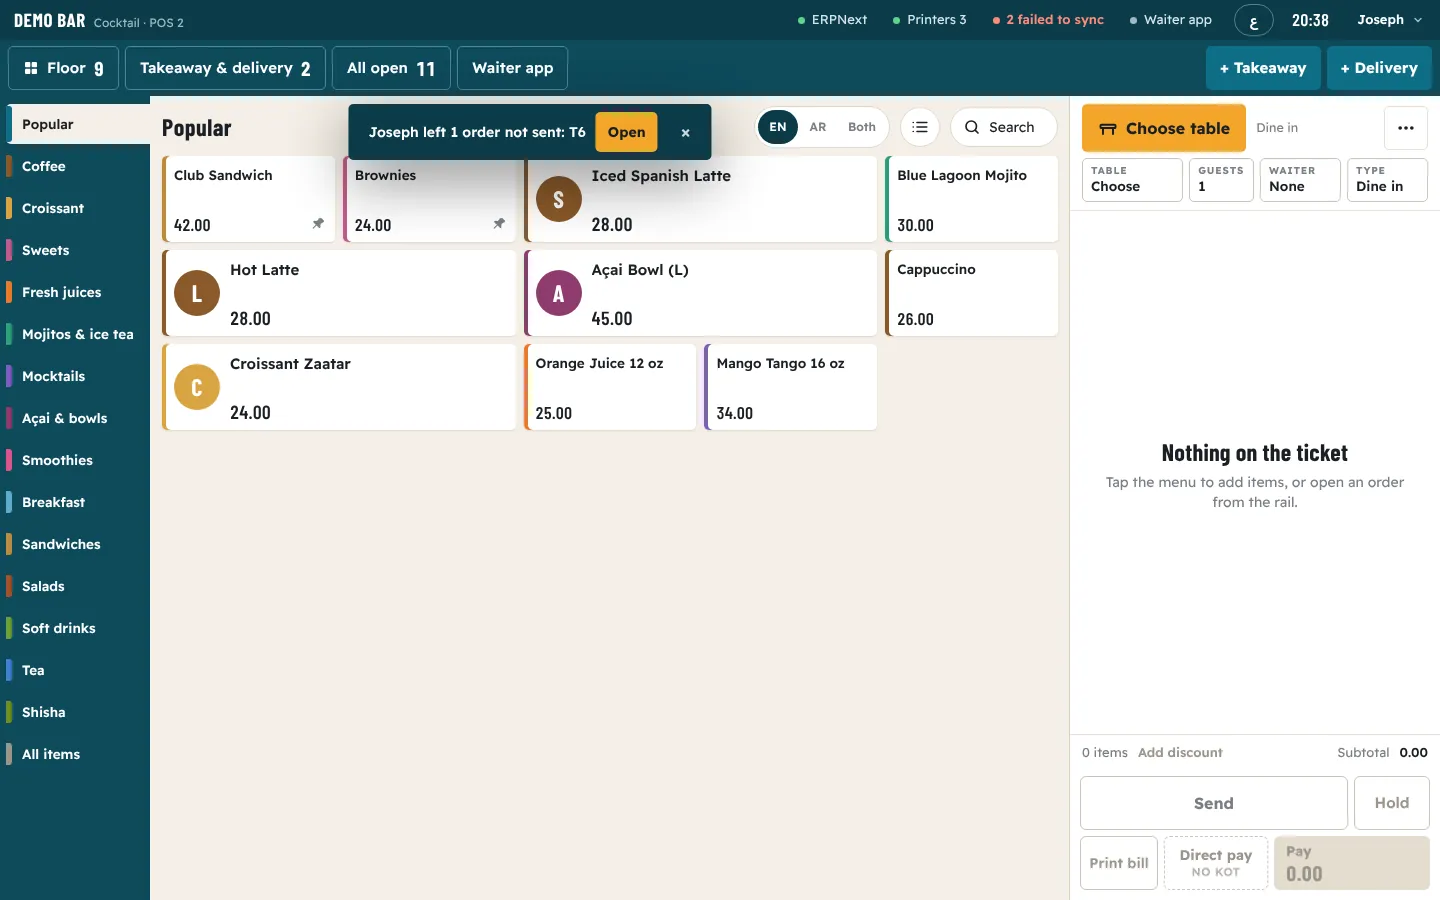 DEMO BAR Cocktail · POS 2
ERPNext
Printers 3
2 failed to sync
Waiter app
ع
20:38
Joseph
Floor 9
Takeaway & delivery 2
All open 11
Waiter app
+ Takeaway
+ Delivery
Popular
Coffee
Croissant
Sweets
Fresh juices
Mojitos & ice tea
Mocktails
Açai & bowls
Smoothies
Breakfast
Sandwiches
Salads
Soft drinks
Tea
Shisha
All items
Popular
Joseph left 1 order not sent: T6
Open
×
EN
AR
Both
Search
Club Sandwich
42.00
Brownies
24.00
S
Iced Spanish Latte
28.00
Blue Lagoon Mojito
30.00
L
Hot Latte
28.00
A
Açai Bowl (L)
45.00
Cappuccino
26.00
C
Croissant Zaatar
24.00
Orange Juice 12 oz
25.00
Mango Tango 16 oz
34.00
Choose table
Dine in
TABLE
Choose
GUESTS
1
WAITER
None
TYPE
Dine in
Nothing on the ticket
Tap the menu to add items, or open an order
from the rail.
0 items
Add discount
Subtotal 0.00
Send
Hold
Print bill
Direct pay
NO KOT
Pay
0.00